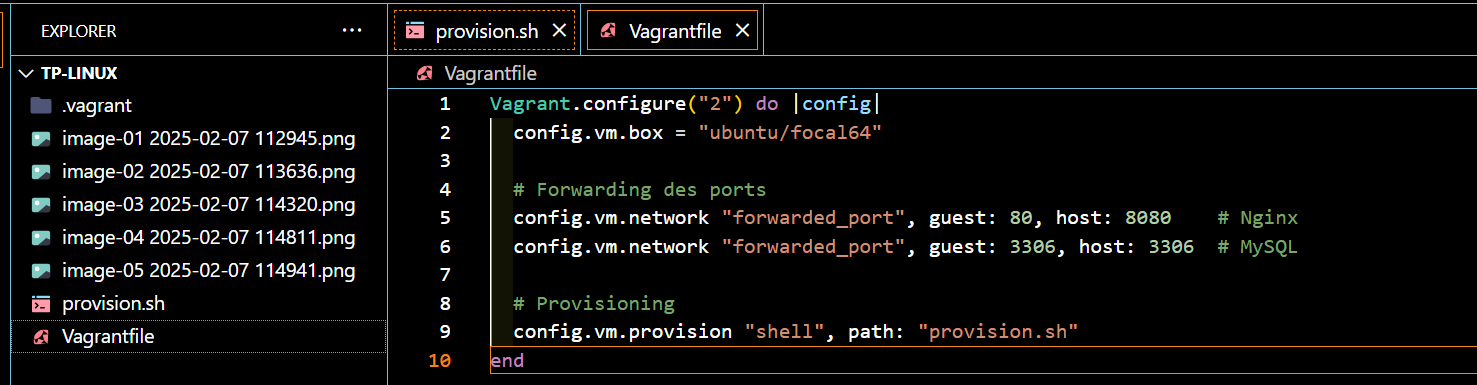 EXPLORER ...
TP-LINUX
.vagrant
image-01 2025-02-07 112945.png
image-02 2025-02-07 113636.png
image-03 2025-02-07 114320.png
image-04 2025-02-07 114811.png
image-05 2025-02-07 114941.png
provision.sh
Vagrantfile
provision.sh Vagrantfile
Vagrantfile
1 Vagrant.configure("2") do |config|
2   config.vm.box = "ubuntu/focal64"
3
4   # Forwarding des ports
5   config.vm.network "forwarded_port", guest: 80, host: 8080    # Nginx
6   config.vm.network "forwarded_port", guest: 3306, host: 3306  # MySQL
7
8   # Provisioning
9   config.vm.provision "shell", path: "provision.sh"
10 end